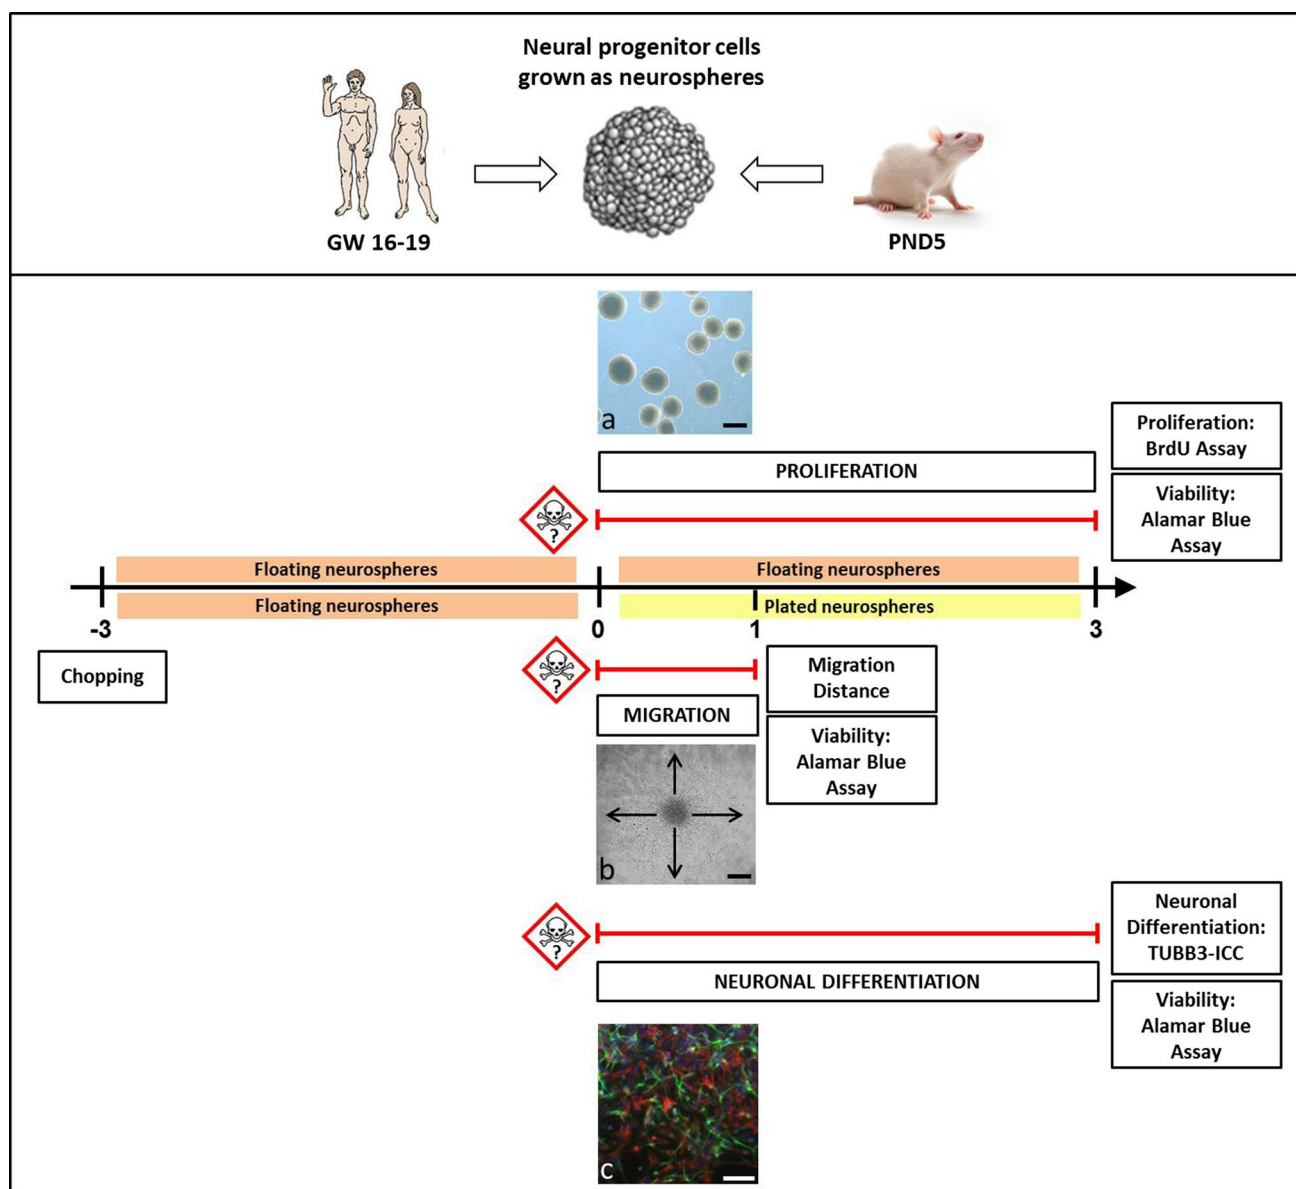 Neural progenitor cells
grown as neurospheres
GW 16-19
PND5
a
Proliferation:
BrdU Assay
PROLIFERATION
Viability:
Alamar Blue
Assay
?
Floating neurospheres
Floating neurospheres
Floating neurospheres
Plated neurospheres
-3
0
1
3
Chopping
?
Migration
Distance
MIGRATION
Viability:
Alamar Blue
Assay
b
Neuronal
Differentiation:
TUBB3-ICC
?
NEURONAL DIFFERENTIATION
Viability:
Alamar Blue
Assay
c